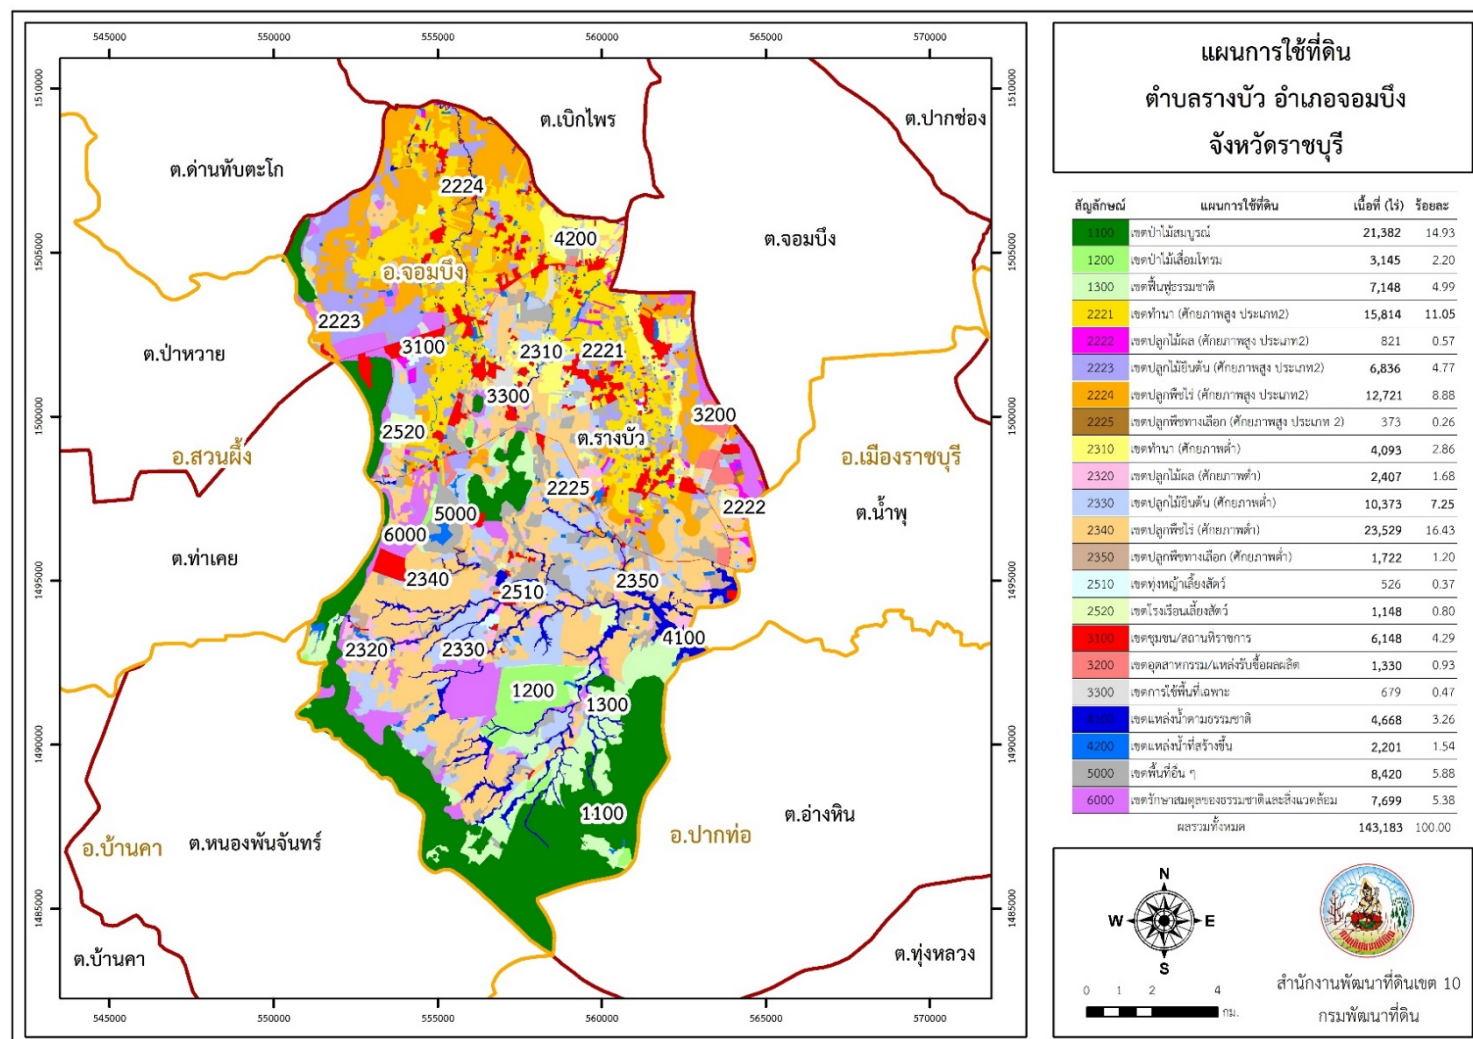 แผนการใช้ที่ดิน
ตำบลรางบัว อำเภอจอมบึง
จังหวัดราชบุรี
545000 550000 555000 560000 565000 570000
1510000 1505000 1500000 1495000 1490000 1485000
1510000 1505000 1500000 1495000 1490000 1485000
545000 550000 555000 560000 565000 570000
ต.เบิกไพร
ต.ปากช่อง
ต.ด่านทับตะโก
2224
4200
ต.จอมบึง
อ.จอมบึง
2223
3100
2310
2221
ต.ป่าหวาย
3300
3200
2520
ต.รางบัว
อ.สวนผึ้ง
อ.เมืองราชบุรี
2225
2222
5000
ต.น้ำพุ
6000
ต.ท่าเคย
2340
2510
2350
4100
2320
2330
1200
1300
1100
ต.อ่างหิน
อ.ปากท่อ
อ.บ้านคา
ต.หนองพันจันทร์
ต.บ้านคา
ต.ทุ่งหลวง
สัญลักษณ์ แผนการใช้ที่ดิน เนื้อที่ (ไร่) ร้อยละ
1100 เขตป่าไม้สมบูรณ์ 21,382 14.93
1200 เขตป่าไม้เสื่อมโทรม 3,145 2.20
1300 เขตฟื้นฟูธรรมชาติ 7,148 4.99
2221 เขตทำนา (ศักยภาพสูง ประเภท2) 15,814 11.05
2222 เขตปลูกไม้ผล (ศักยภาพสูง ประเภท2) 821 0.57
2223 เขตปลูกไม้ยืนต้น (ศักยภาพสูง ประเภท2) 6,836 4.77
2224 เขตปลูกพืชไร่ (ศักยภาพสูง ประเภท2) 12,721 8.88
2225 เขตปลูกพืชทางเลือก (ศักยภาพสูง ประเภท 2) 373 0.26
2310 เขตทำนา (ศักยภาพต่ำ) 4,093 2.86
2320 เขตปลูกไม้ผล (ศักยภาพต่ำ) 2,407 1.68
2330 เขตปลูกไม้ยืนต้น (ศักยภาพต่ำ) 10,373 7.25
2340 เขตปลูกพืชไร่ (ศักยภาพต่ำ) 23,529 16.43
2350 เขตปลูกพืชทางเลือก (ศักยภาพต่ำ) 1,722 1.20
2510 เขตทุ่งหญ้าเลี้ยงสัตว์ 526 0.37
2520 เขตโรงเรือนเลี้ยงสัตว์ 1,148 0.80
3100 เขตชุมชน/สถานที่ราชการ 6,148 4.29
3200 เขตอุตสาหกรรม/แหล่งรับซื้อผลผลิต 1,330 0.93
3300 เขตการใช้พื้นที่เฉพาะ 679 0.47
4100 เขตแหล่งน้ำตามธรรมชาติ 4,668 3.26
4200 เขตแหล่งน้ำที่สร้างขึ้น 2,201 1.54
5000 เขตพื้นที่อื่น ๆ 8,420 5.88
6000 เขตรักษาสมดุลของธรรมชาติและสิ่งแวดล้อม 7,699 5.38
ผลรวมทั้งหมด 143,183 100.00
N
W E
S
0 1 2 4
กม.
กรมพัฒนาที่ดิน
สำนักงานพัฒนาที่ดินเขต 10
กรมพัฒนาที่ดิน